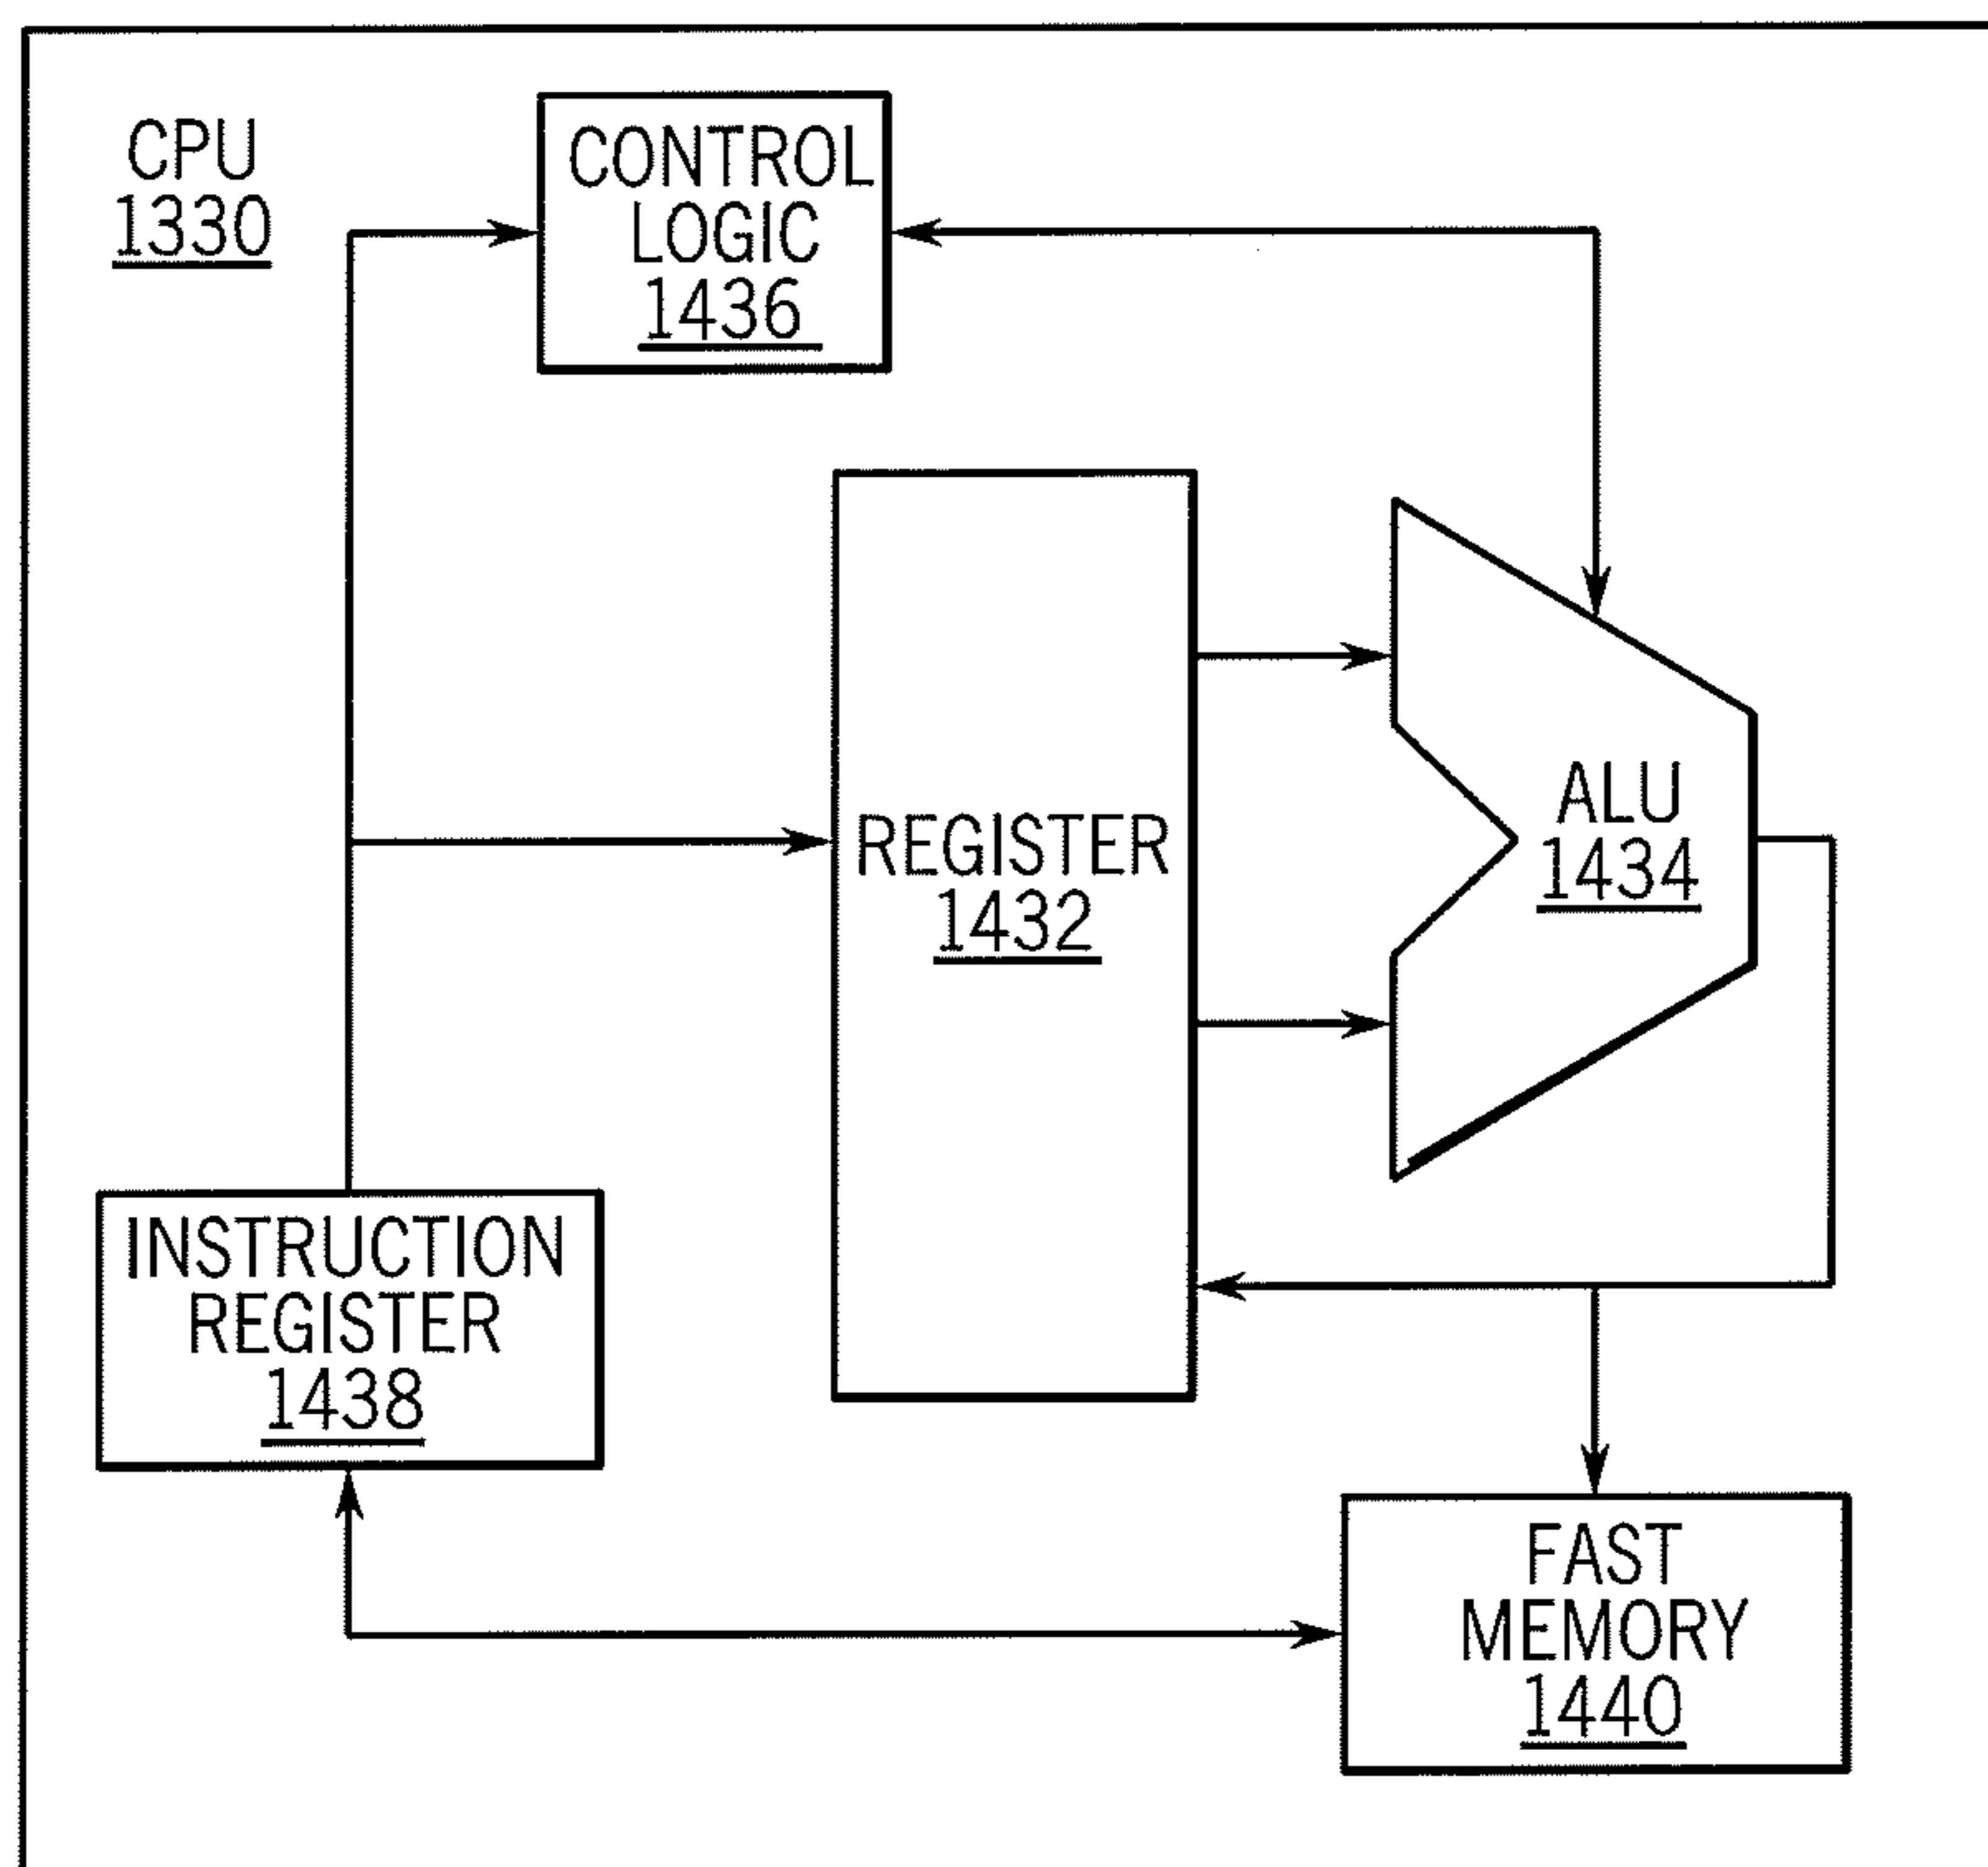 CPU
1330
CONTROL
LOGIC
1436
REGISTER
1432
ALU
1434
INSTRUCTION
REGISTER
1438
FAST
MEMORY
1440